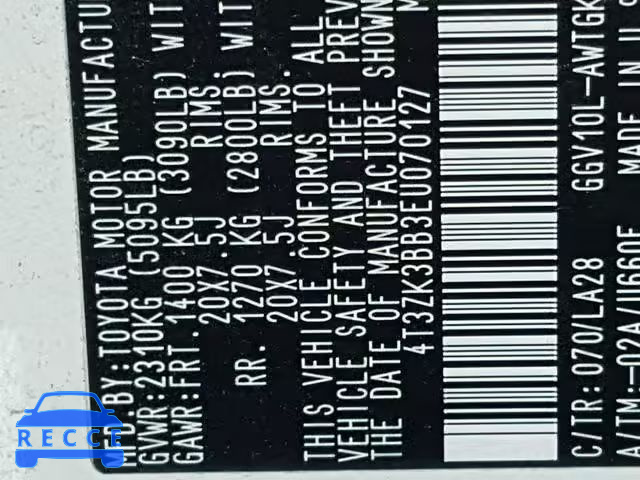 MFD.BY:TOYOTA MOTOR MANUFACTU
GVWR:2310KG (5095LB)
GAWR:FRT.1400 KG (3090LB) WIT
20X7.5J RIMS
RR. 1270 KG (2800LB) WIT
20X7.5J RIMS.
THIS VEHICLE CONFORMS TO ALL
VEHICLE SAFETY AND THEFT PREV
THE DATE OF MANUFACTURE SHOWN
4T3ZK3BB3EU070127
C/TR:070/LA28 GGV10L-AWTGK
A/TM:-02A/U660E MADE IN U.S
RECCE